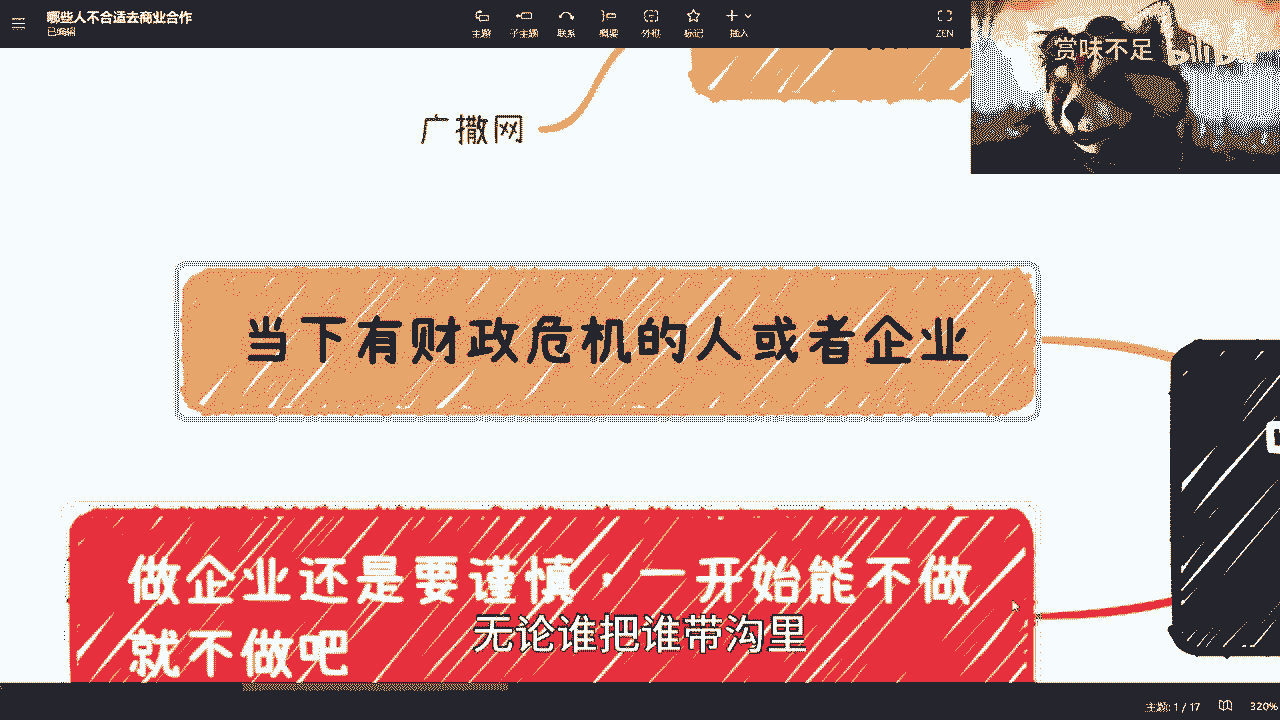 哪些人不合适去商业合作
已编辑
主题
子主题
联系
概要
外框
标记
插入
ZEN
赏味不足
广撒网
当下有财政危机的人或者企业
做企业还是要谨慎，一开始能不做
就不做吧
无论谁把谁带沟里
主题: 1 / 17
320%